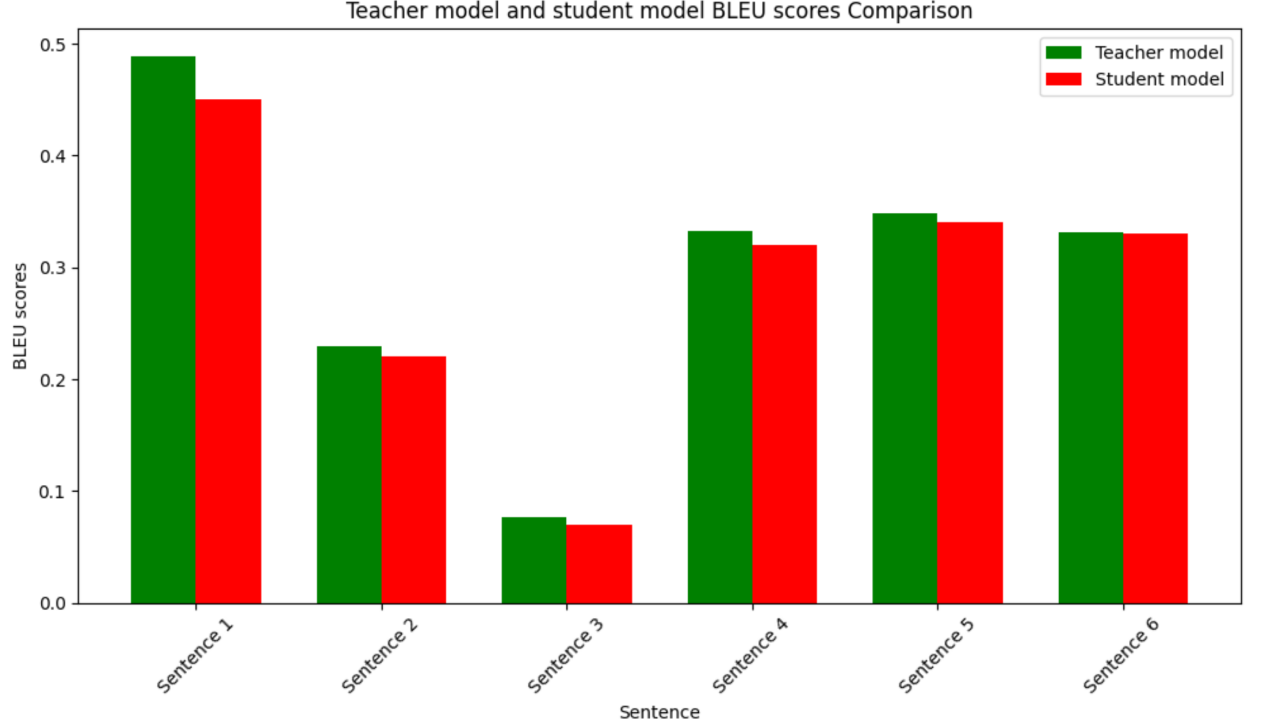 Teacher model and student model BLEU scores Comparison
Teacher model
Student model
BLEU scores
0.5
0.4
0.3
0.2
0.1
0.0
Sentence 1
Sentence 2
Sentence 3
Sentence 4
Sentence 5
Sentence 6
Sentence